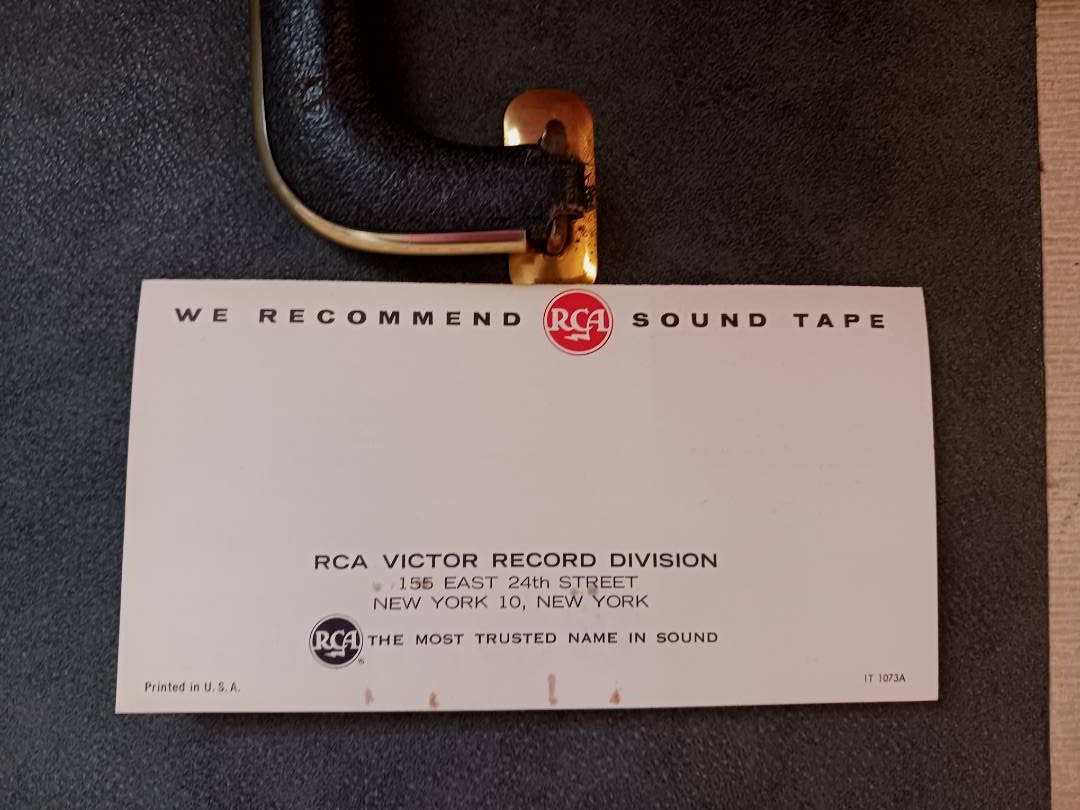 WE RECOMMEND RCA SOUND TAPE
RCA VICTOR RECORD DIVISION
155 EAST 24th STREET
NEW YORK 10, NEW YORK
RCA® THE MOST TRUSTED NAME IN SOUND
Printed in U. S. A.
IT 1073A